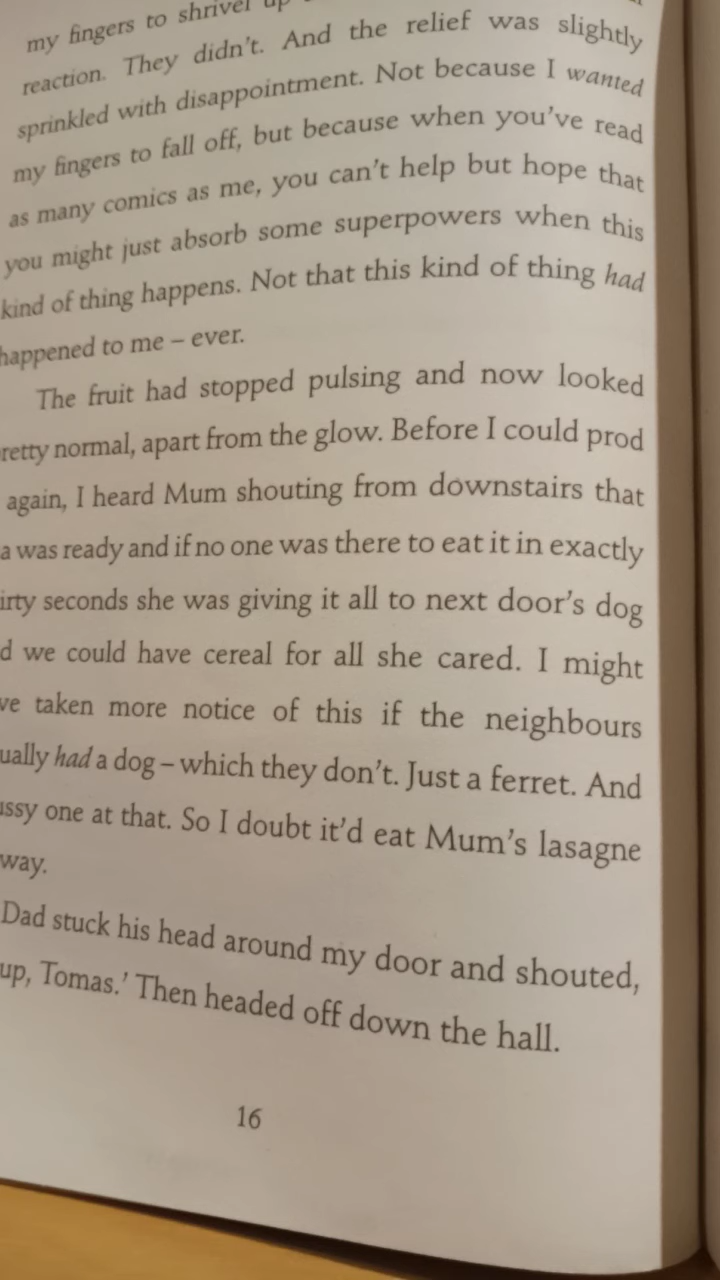 my fingers to shrivel up
reaction. They didn't. And the relief was slightly
sprinkled with disappointment. Not because I wanted
my fingers to fall off, but because when you've read
as many comics as me, you can't help but hope that
you might just absorb some superpowers when this
kind of thing happens. Not that this kind of thing had
happened to me – ever.
The fruit had stopped pulsing and now looked
retty normal, apart from the glow. Before I could prod
again, I heard Mum shouting from downstairs that
a was ready and if no one was there to eat it in exactly
irty seconds she was giving it all to next door's dog
d we could have cereal for all she cared. I might
ve taken more notice of this if the neighbours
ually had a dog – which they don't. Just a ferret. And
ussy one at that. So I doubt it'd eat Mum's lasagne
way.
Dad stuck his head around my door and shouted,
up, Tomas.' Then headed off down the hall.
16